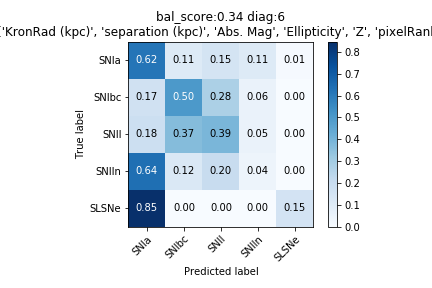 bal_score:0.34 diag:6
'KronRad (kpc)', 'separation (kpc)', 'Abs. Mag', 'Ellipticity', 'Z', 'pixelRank
SNIa 0.62 0.11 0.15 0.11 0.01
SNIbc 0.17 0.50 0.28 0.06 0.00
SNII 0.18 0.37 0.39 0.05 0.00
SNIIn 0.64 0.12 0.20 0.04 0.00
SLSNe 0.85 0.00 0.00 0.00 0.15
True label
SNIa SNIbc SNII SNIIn SLSNe
Predicted label
0.8
0.7
0.6
0.5
0.4
0.3
0.2
0.1
0.0